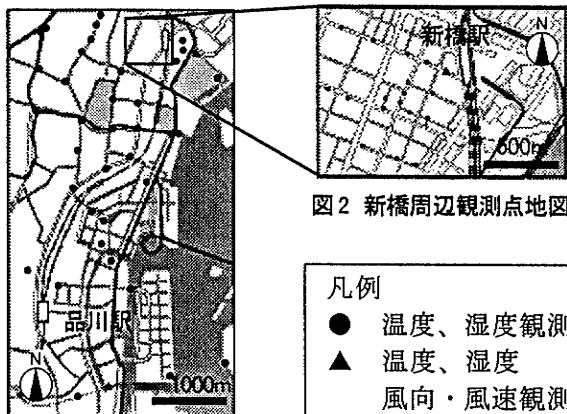 新橋駅
N
600m
図2 新橋周辺観測点地図
品川駅
N
1000m
凡例
● 温度、湿度観測
▲ 温度、湿度
風向・風速観測